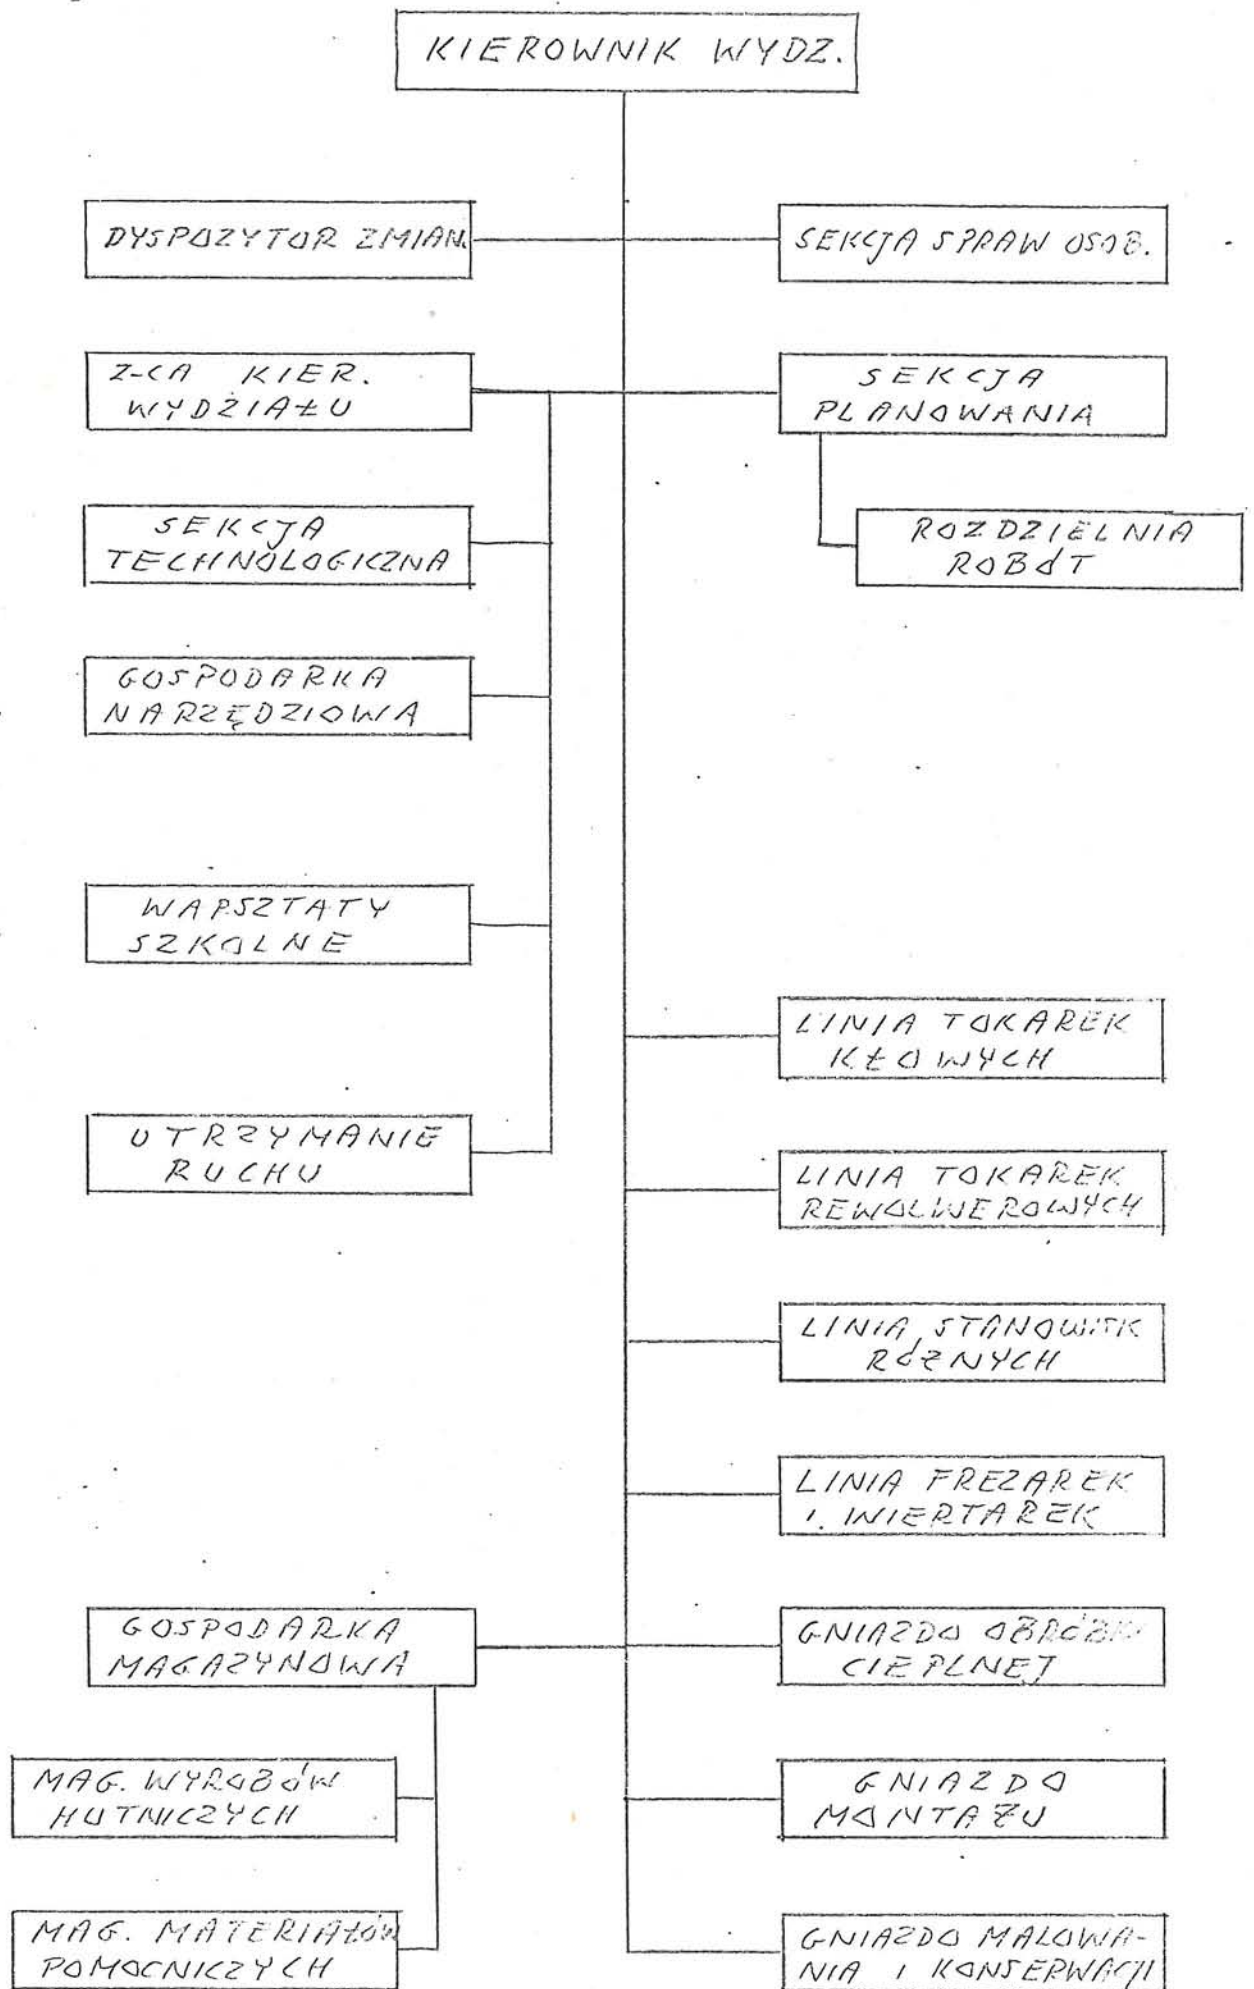 KIEROWNIK WYDZ.
DYSPOZYTOR ZMIAN.
SEKCJA SPRAW OSOB.
Z-CA KIER.
WYDZIAŁU
SEKCJA
PLANOWANIA
SEKCJA
TECHNOLOGICZNA
ROZDZIELNIA
ROBÓT
GOSPODARKA
NARZĘDZIOWA
WARSZTATY
SZKOLNE
LINIA TOKAREK
KŁOWYCH
UTRZYMANIE
RUCHU
LINIA TOKAREK
REWOLWEROWYCH
LINIA STANOWISK
RÓŻNYCH
LINIA FREZAREK
I WIERTAREK
GOSPODARKA
MAGAZYNOWA
GNIAZDO OBRÓBKI
CIEPLNEJ
MAG. WYROBÓW
HUTNICZYCH
GNIAZDO
MONTAŻU
MAG. MATERIAŁÓW
POMOCNICZYCH
GNIAZDO MALOWA-
NIA I KONSERWACJI